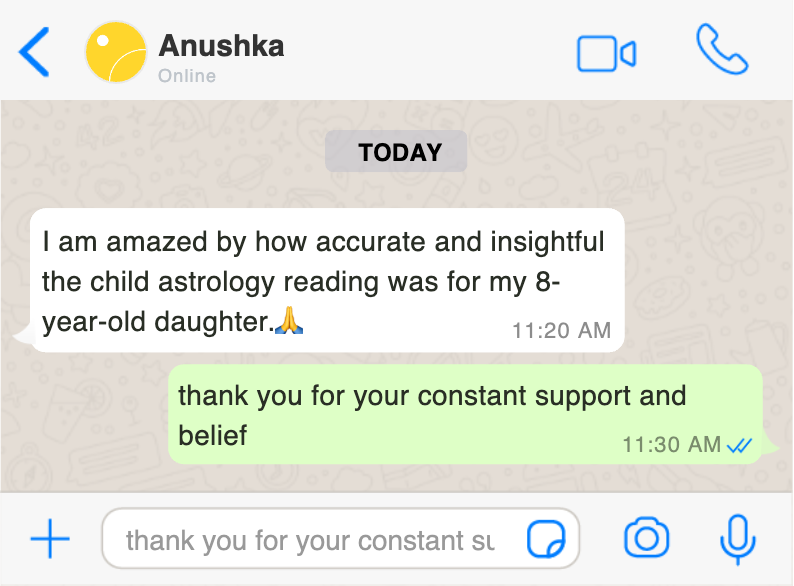 Anushka
Online
TODAY
I am amazed by how accurate and insightful
the child astrology reading was for my 8-
year-old daughter.🙏
11:20 AM
thank you for your constant support and
belief
11:30 AM
thank you for your constant su